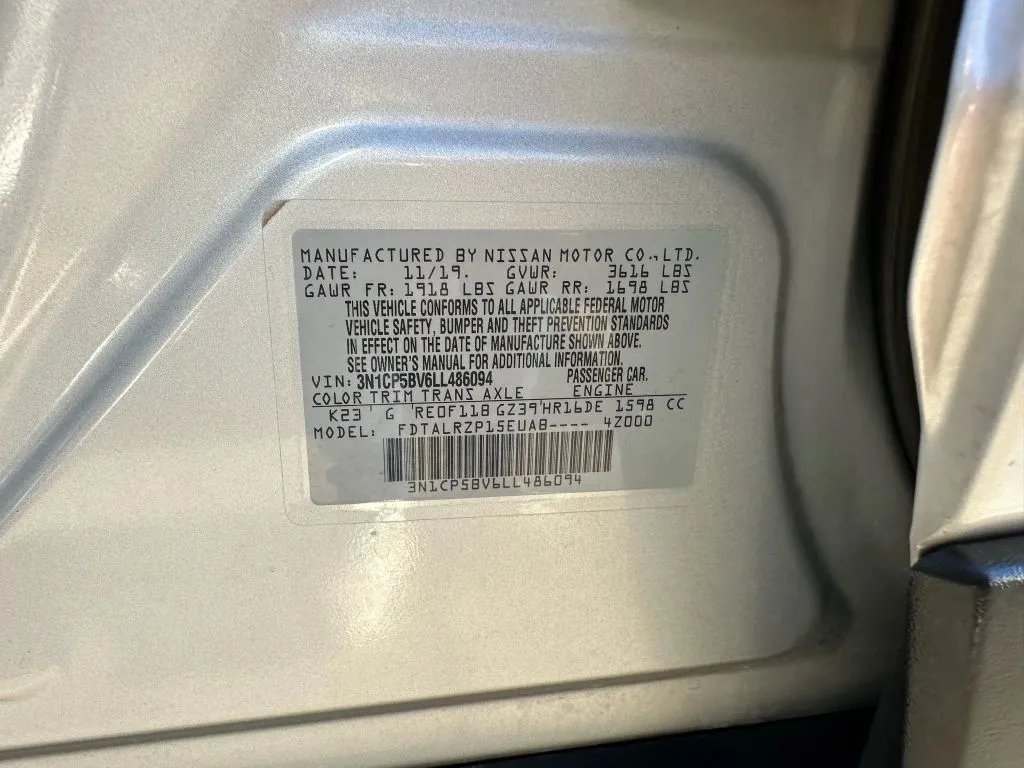 MANUFACTURED BY NISSAN MOTOR CO.,LTD.
DATE: 11/19. GVWR: 3616 LBS
GAWR FR: 1918 LBS GAWR RR: 1698 LBS
THIS VEHICLE CONFORMS TO ALL APPLICABLE FEDERAL MOTOR
VEHICLE SAFETY, BUMPER AND THEFT PREVENTION STANDARDS
IN EFFECT ON THE DATE OF MANUFACTURE SHOWN ABOVE.
SEE OWNER'S MANUAL FOR ADDITIONAL INFORMATION.
VIN: 3N1CP5BV6LL486094 PASSENGER CAR.
COLOR TRIM TRANS AXLE ENGINE
K23 ' G 'RE0F11B GZ39'HR16DE 1598 CC
MODEL: FDTALRZP15EUAB---- 4Z000
3N1CP5BV6LL486094